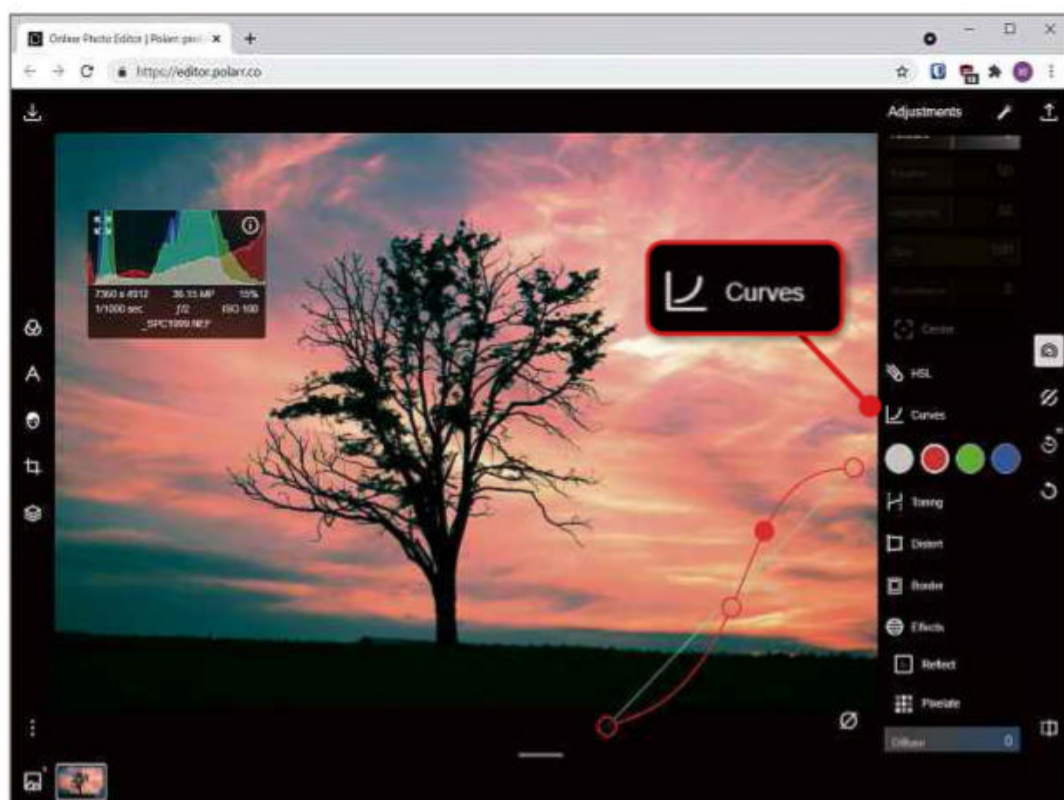 Online Photo Editor | Polarr
https://editor.polarr.co
Adjustments
7360 x 4912 36.15 MP 15%
1/1000 sec f/2 ISO 100
_SPC1999.NEF
Curves
Center
HSL
Curves
Toning
Distort
Border
Effects
Reflect
Pixelate
Diffuse 0